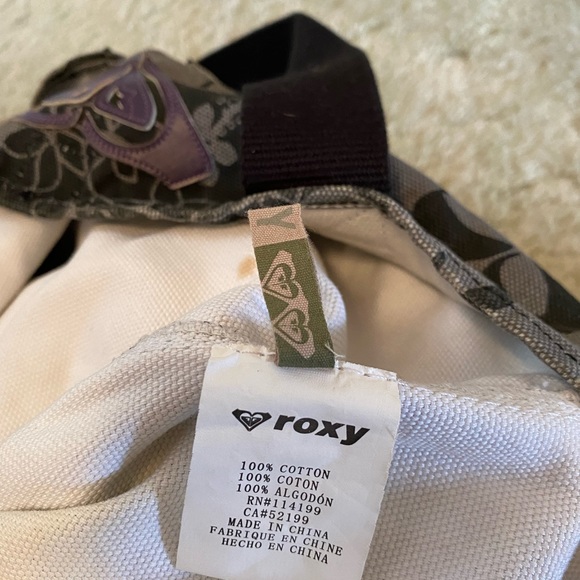 Y
roxy
100% COTTON
100% COTON
100% ALGODÓN
RN#114199
CA#52199
MADE IN CHINA
FABRIQUE EN CHINE
HECHO EN CHINA